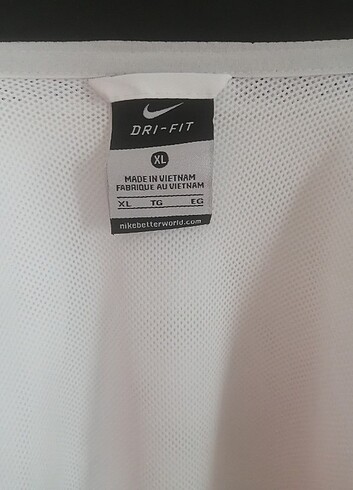 DRI-FIT
XL
MADE IN VIETNAM
FABRIQUE AU VIETNAM
XL TG EG
nikebetterworld.com